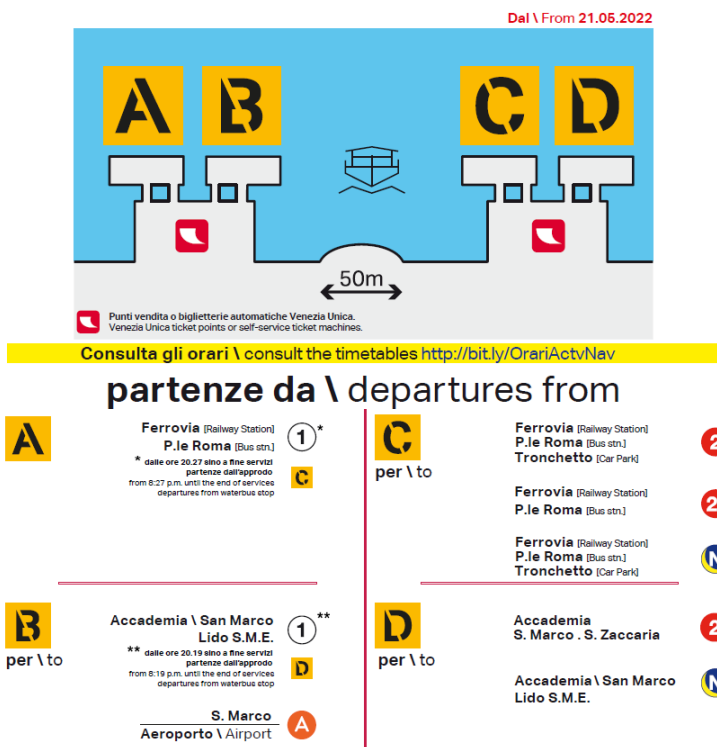 Dal \ From 21.05.2022
A B C D
50m
Punti vendita o biglietterie automatiche Venezia Unica.
Venezia Unica ticket points or self-service ticket machines.
Consulta gli orari \ consult the timetables http://bit.ly/OrariActvNav
partenze da \ departures from
A
Ferrovia [Railway Station]
P.le Roma [Bus stn.]
1*
* dalle ore 20.27 sino a fine servizi
partenze dall'approdo
from 8:27 p.m. until the end of services
departures from waterbus stop
C
C
per \ to
Ferrovia [Railway Station]
P.le Roma [Bus stn.]
Tronchetto [Car Park]
2
Ferrovia [Railway Station]
P.le Roma [Bus stn.]
2
Ferrovia [Railway Station]
P.le Roma [Bus stn.]
Tronchetto [Car Park]
N
B
per \ to
Accademia \ San Marco
Lido S.M.E.
1**
** dalle ore 20.19 sino a fine servizi
partenze dall'approdo
from 8:19 p.m. until the end of services
departures from waterbus stop
D
S. Marco
Aeroporto \ Airport
A
D
per \ to
Accademia
S. Marco . S. Zaccaria
2
Accademia \ San Marco
Lido S.M.E.
N